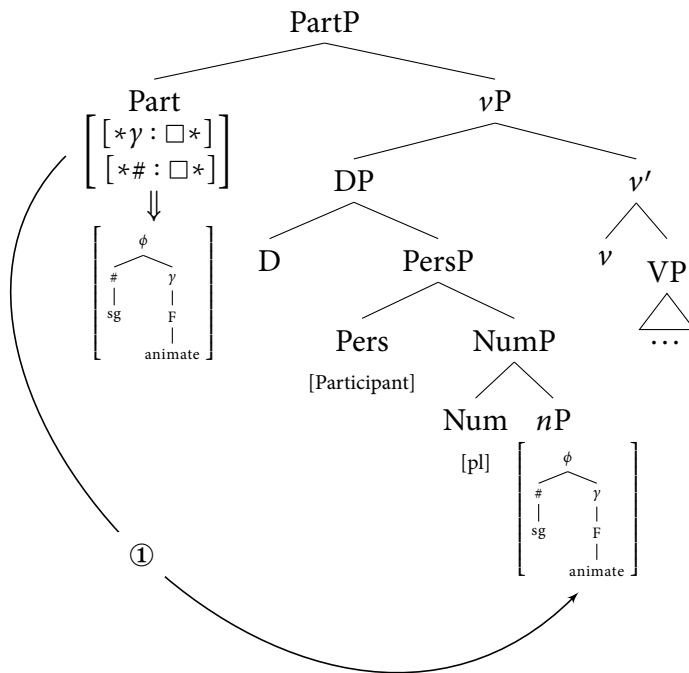 PartP
Part vP
[∗γ : □∗]
[∗# : □∗]
⇓
DP v′
ϕ
# γ
sg F
animate
D PersP v VP
...
Pers NumP
[Participant]
Num nP
[pl]
ϕ
# γ
sg F
animate
①